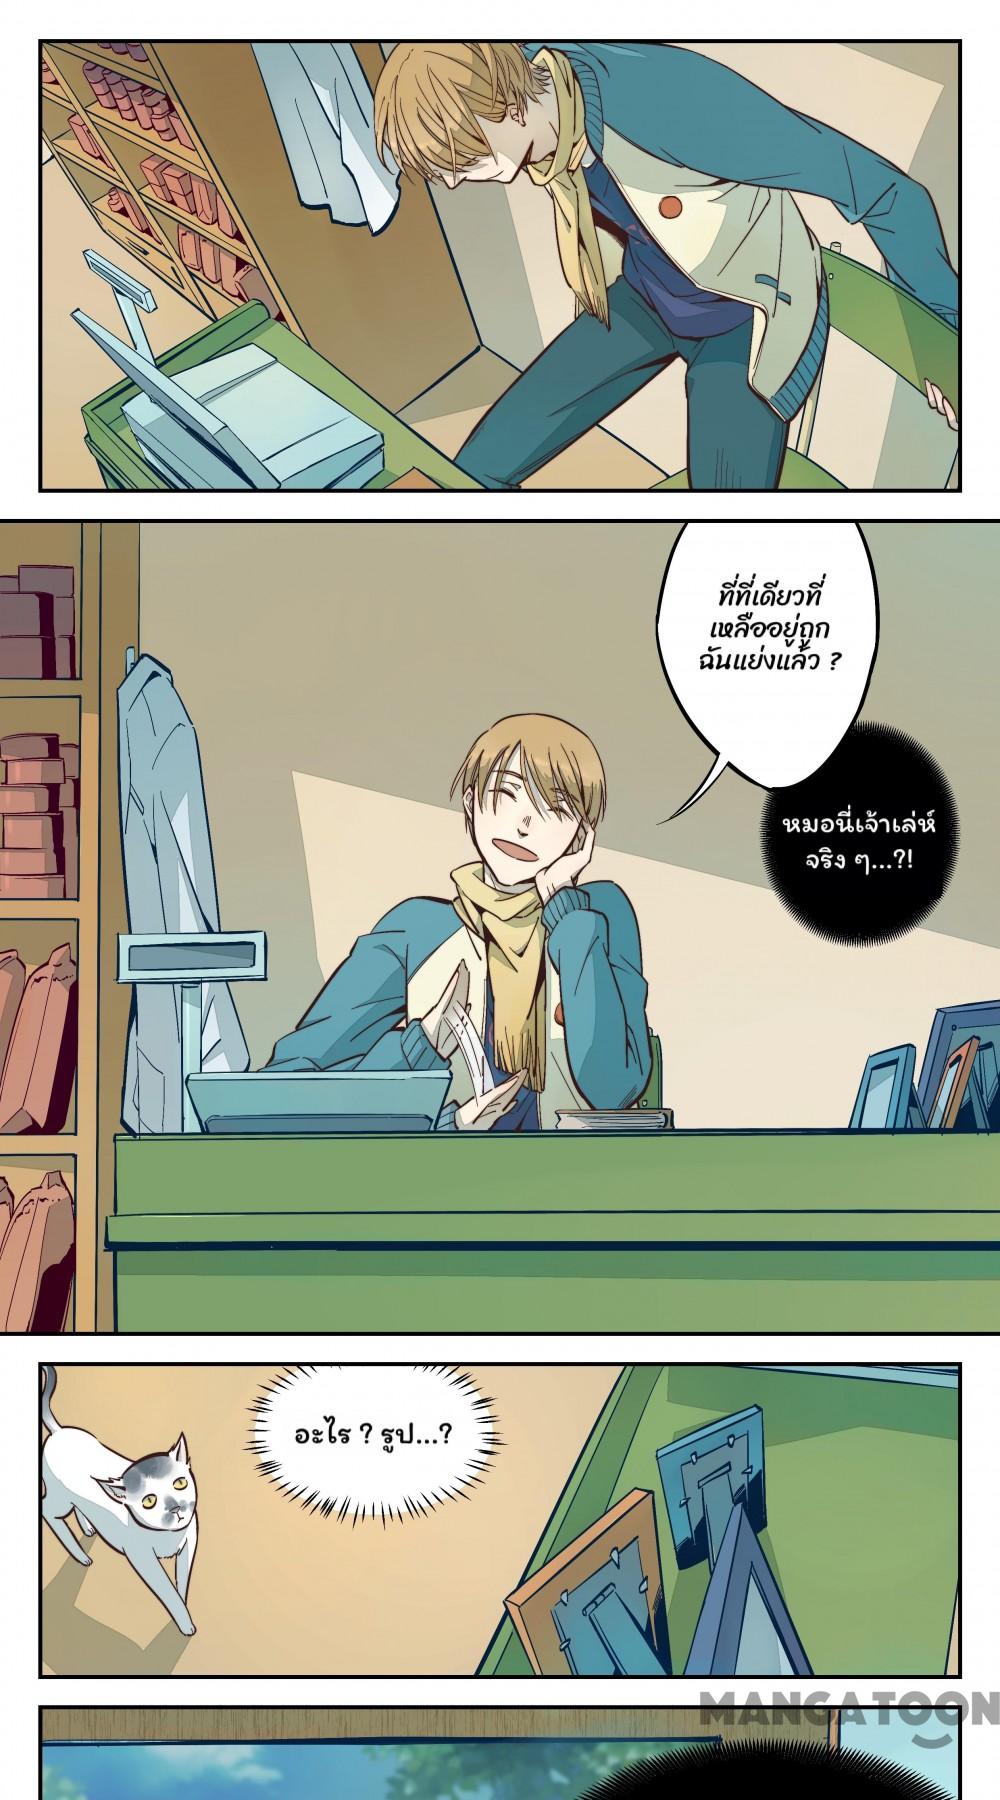 ที่ที่เดียวที่
เหลืออยู่ถูก
ฉันแย่งแล้ว ?
หมอนี่เจ้าเล่ห์
จริง ๆ...?!
อะไร ? รูป...?
MANGATOON